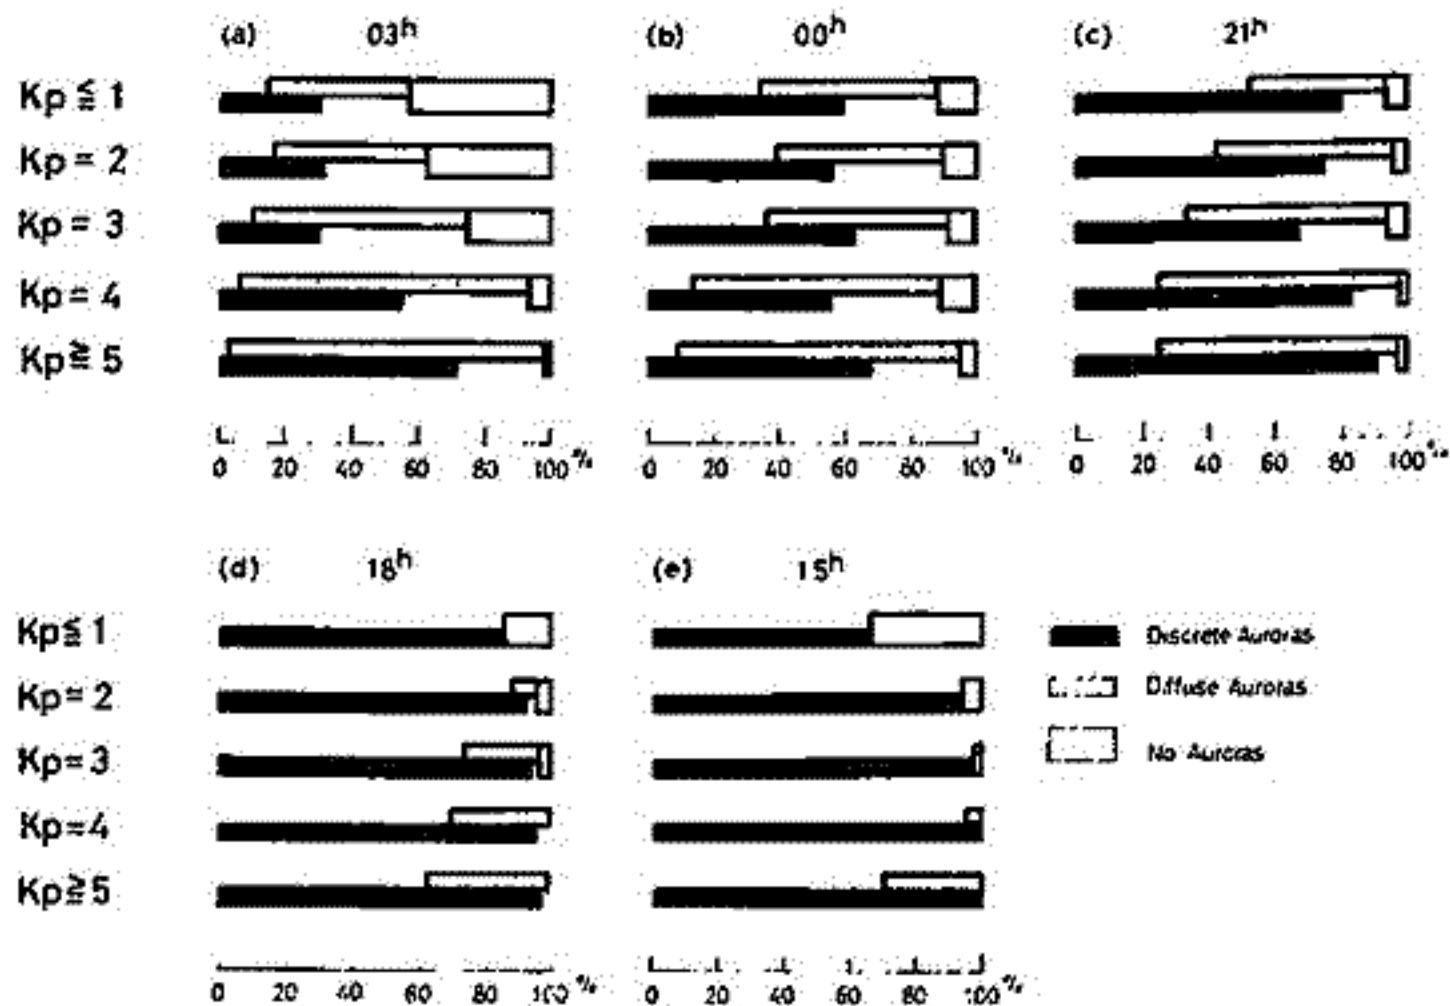 (a) 03h (b) 00h (c) 21h
Kp ≦ 1
Kp = 2
Kp = 3
Kp = 4
Kp ≧ 5
0 20 40 60 80 100 % 0 20 40 60 80 100 % 0 20 40 60 80 100 %
(d) 18h (e) 15h
Kp ≦ 1 Discrete Auroras
Kp = 2 Diffuse Auroras
Kp = 3 No Auroras
Kp = 4
Kp ≧ 5
0 20 40 60 80 100 % 0 20 40 60 80 100 %